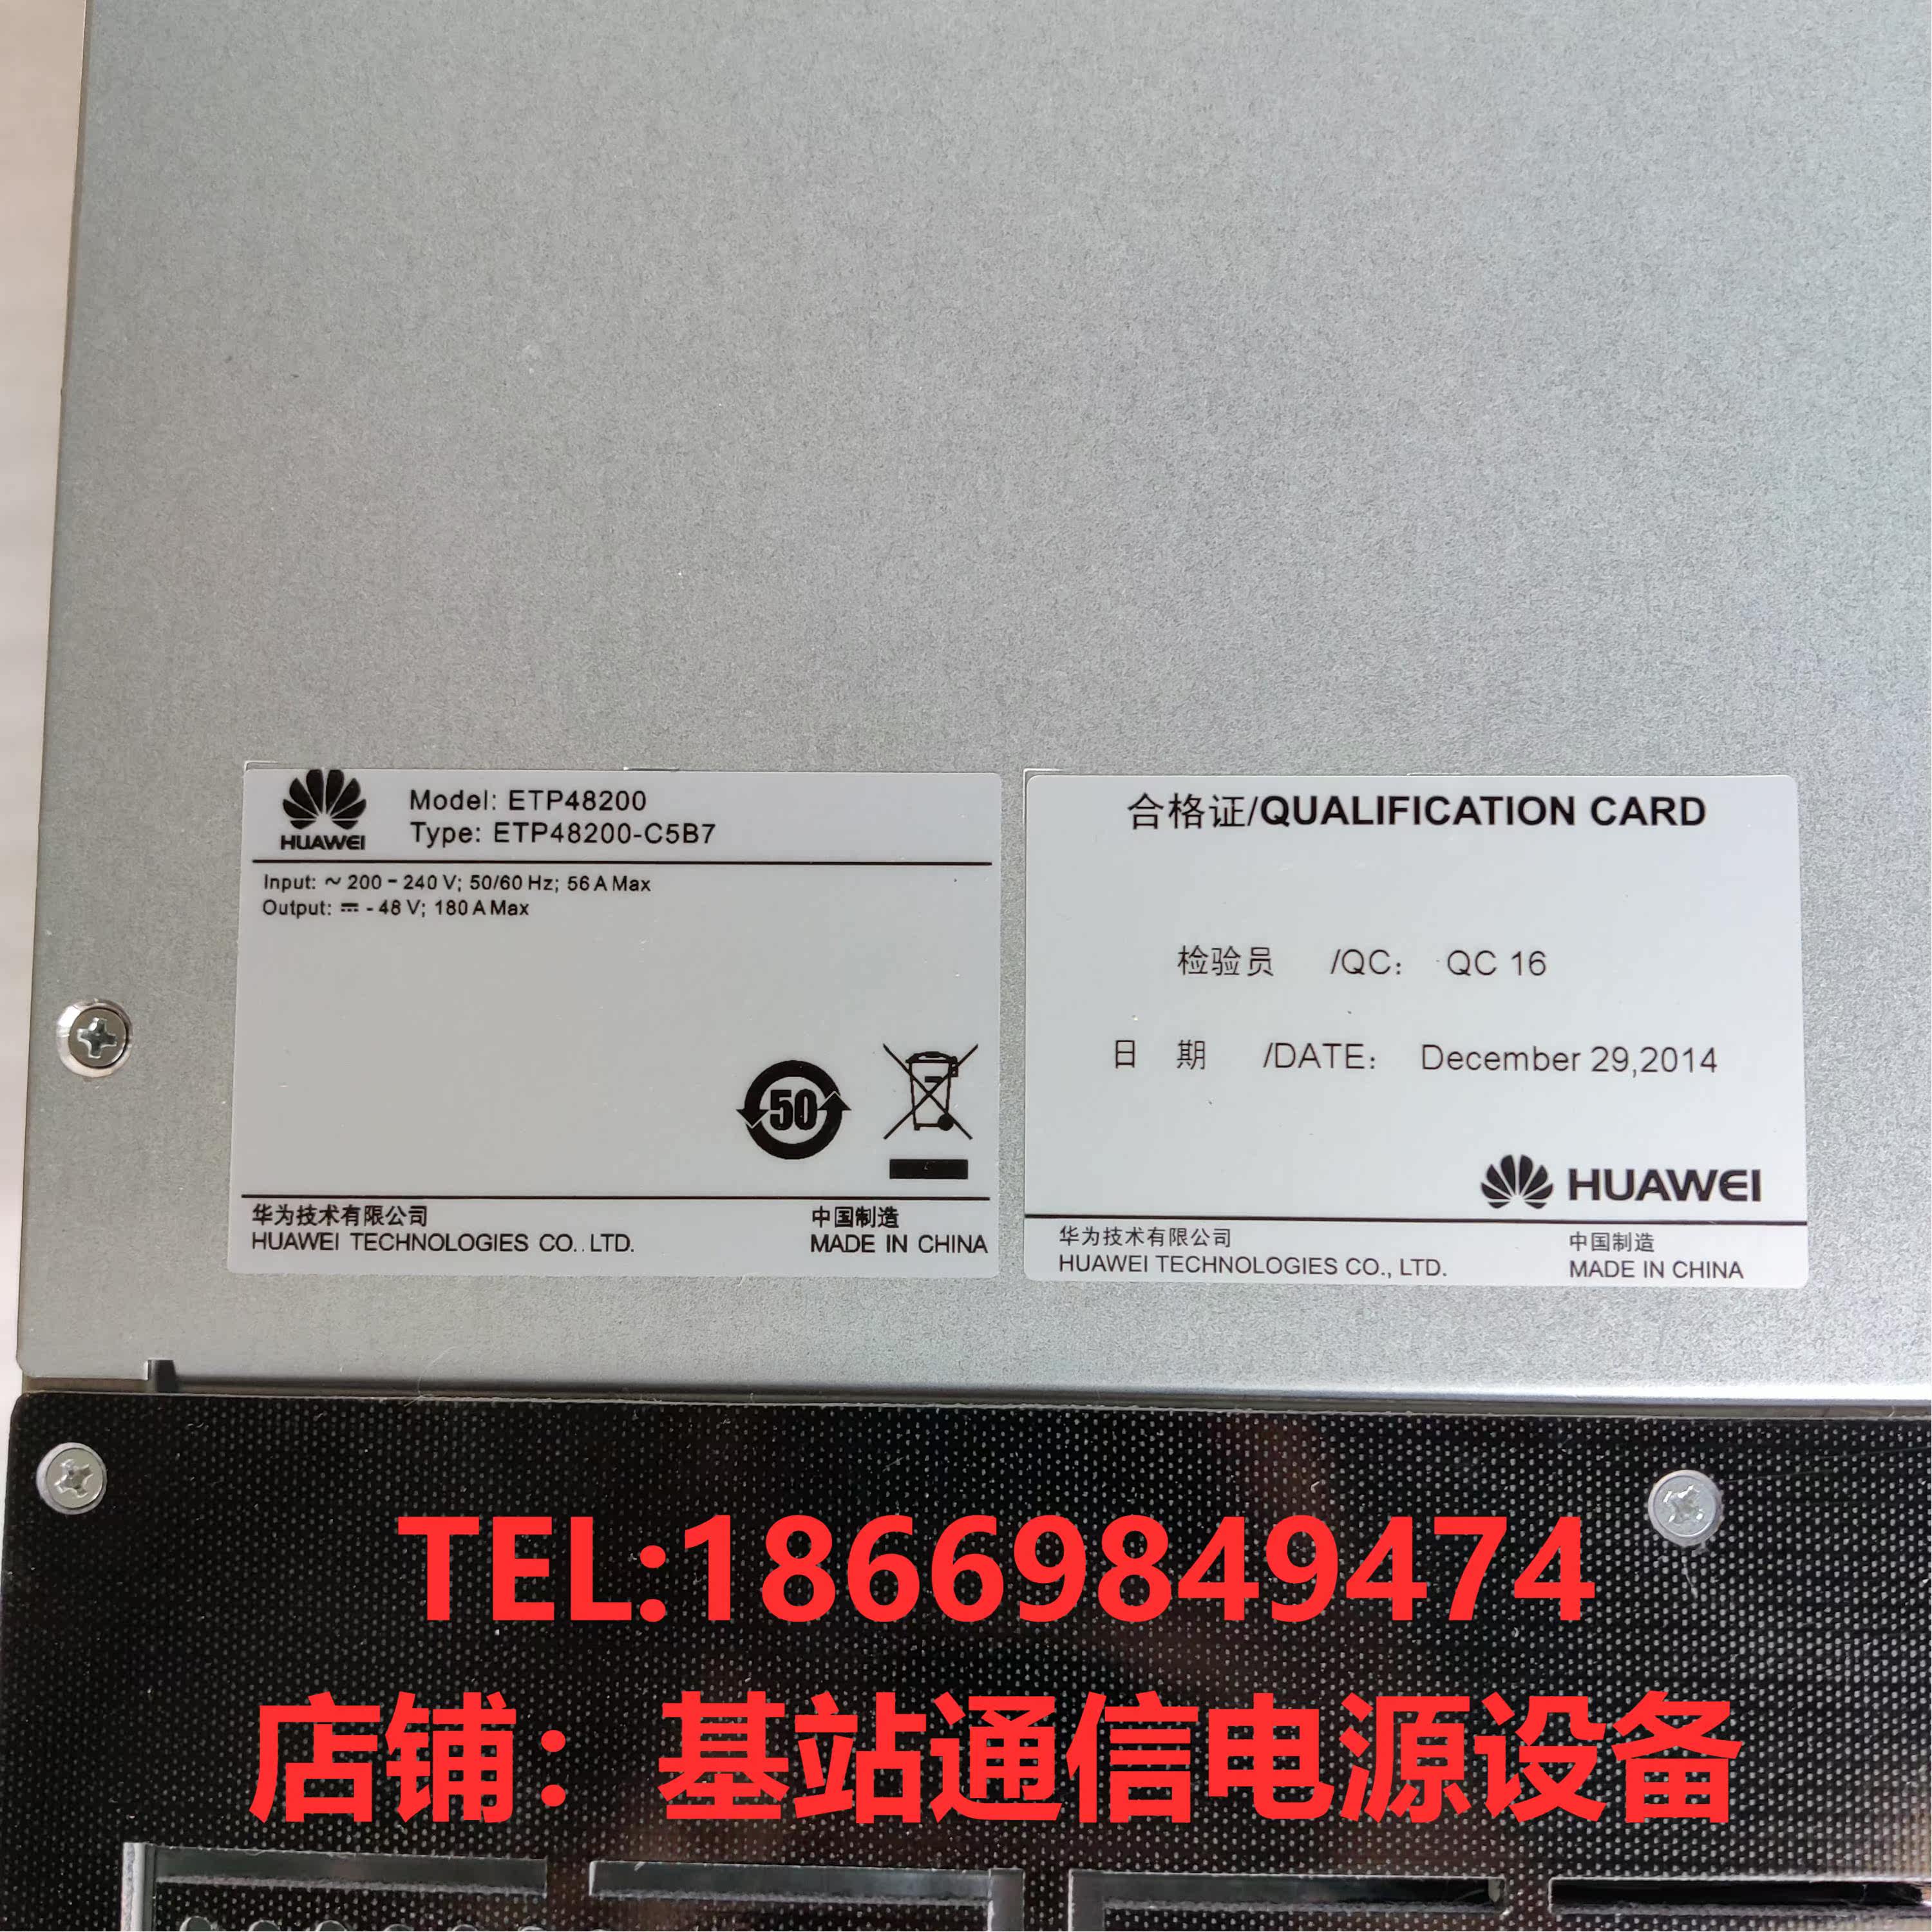 HUAWEI
Model: ETP48200
Type: ETP48200-C5B7
Input: ~ 200 - 240 V; 50/60 Hz; 56 A Max
Output: ⎓ - 48 V; 180 A Max
50
华为技术有限公司
HUAWEI TECHNOLOGIES CO., LTD.
中国制造
MADE IN CHINA
合格证/QUALIFICATION CARD
检验员 /QC: QC 16
日 期 /DATE: December 29,2014
HUAWEI
华为技术有限公司
HUAWEI TECHNOLOGIES CO., LTD.
中国制造
MADE IN CHINA
TEL:18669849474
店铺：基站通信电源设备